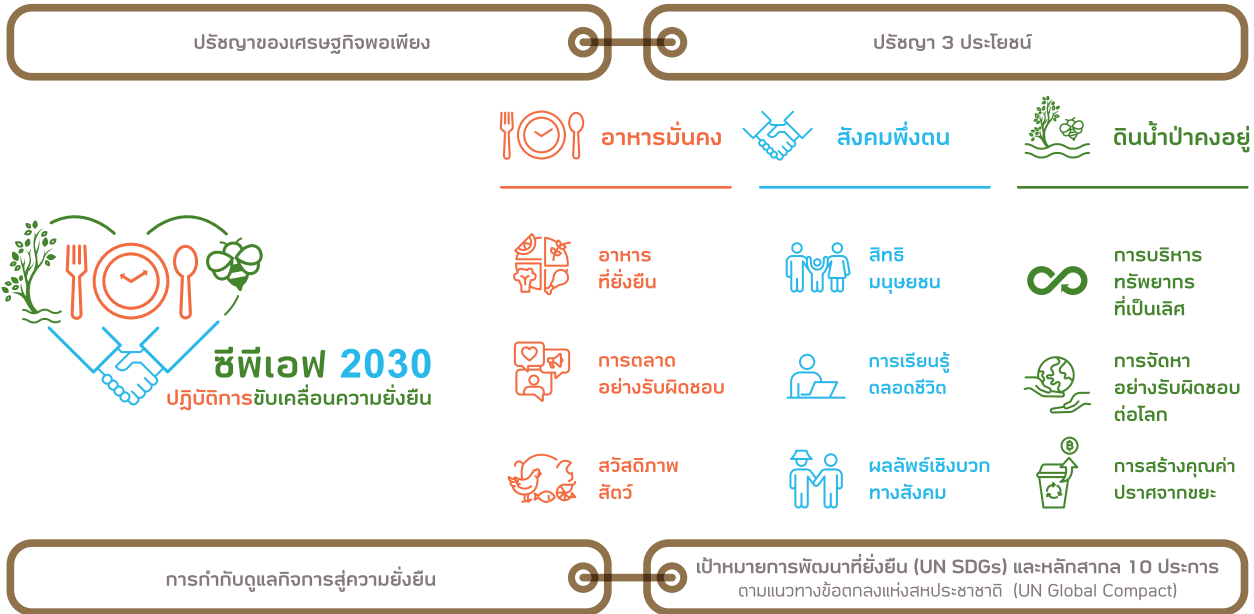 ปรัชญาของเศรษฐกิจพอเพียง
ปรัชญา 3 ประโยชน์
อาหารมั่นคง
สังคมพึ่งตน
ดินน้ำป่าคงอยู่
ซีพีเอฟ 2030
ปฏิบัติการขับเคลื่อนความยั่งยืน
อาหาร
ที่ยั่งยืน
การตลาด
อย่างรับผิดชอบ
สวัสดิภาพ
สัตว์
สิทธิ
มนุษยชน
การเรียนรู้
ตลอดชีวิต
ผลลัพธ์เชิงบวก
ทางสังคม
การบริหาร
ทรัพยากร
ที่เป็นเลิศ
การจัดหา
อย่างรับผิดชอบ
ต่อโลก
฿
การสร้างคุณค่า
ปราศจากขยะ
การกำกับดูแลกิจการสู่ความยั่งยืน
เป้าหมายการพัฒนาที่ยั่งยืน (UN SDGs) และหลักสากล 10 ประการ
ตามแนวทางข้อตกลงแห่งสหประชาชาติ (UN Global Compact)